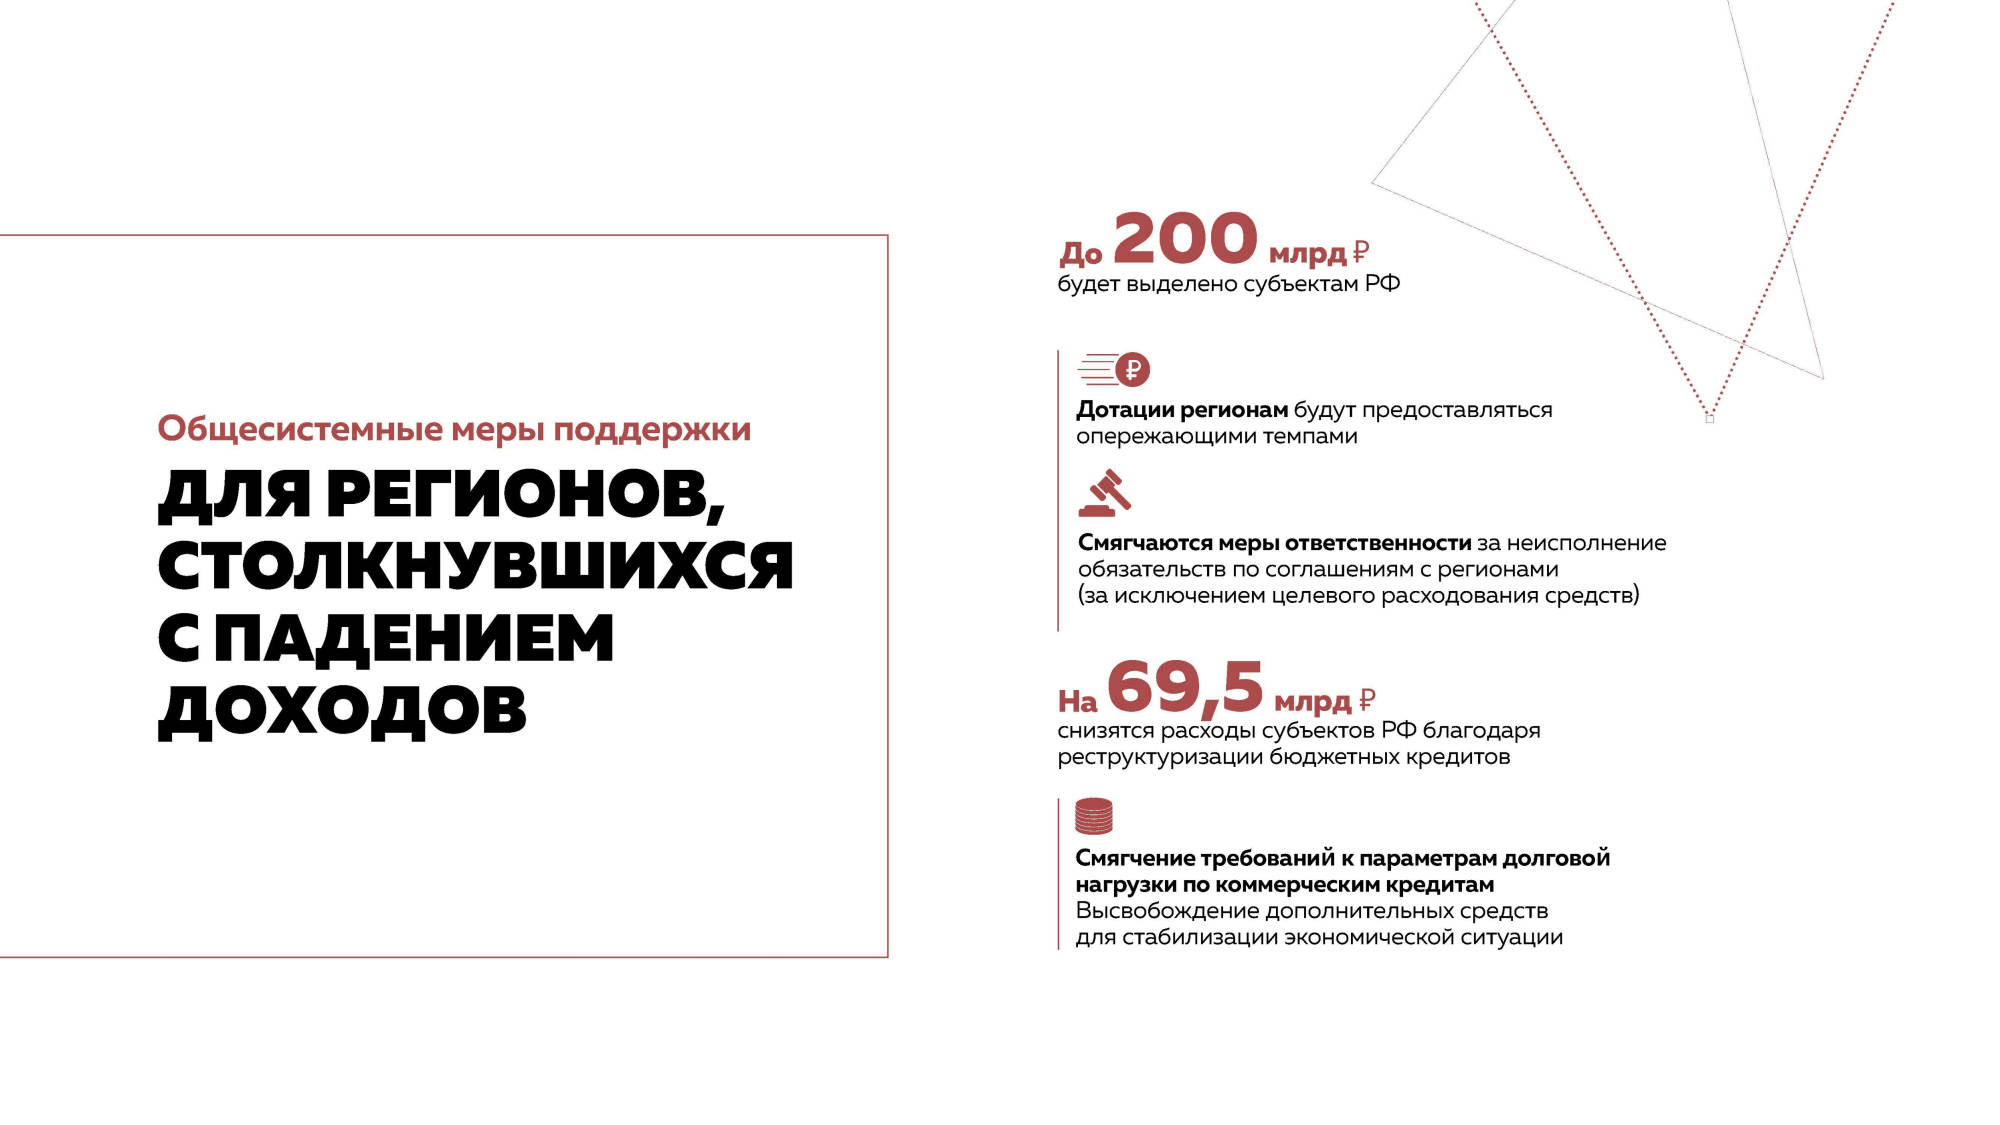 Общесистемные меры поддержки
ДЛЯ РЕГИОНОВ,
СТОЛКНУВШИХСЯ
С ПАДЕНИЕМ
ДОХОДОВ
До 200 млрд ₽
будет выделено субъектам РФ
₽
Дотации регионам будут предоставляться
опережающими темпами
Смягчаются меры ответственности за неисполнение
обязательств по соглашениям с регионами
(за исключением целевого расходования средств)
На 69,5 млрд ₽
снизятся расходы субъектов РФ благодаря
реструктуризации бюджетных кредитов
Смягчение требований к параметрам долговой
нагрузки по коммерческим кредитам
Высвобождение дополнительных средств
для стабилизации экономической ситуации